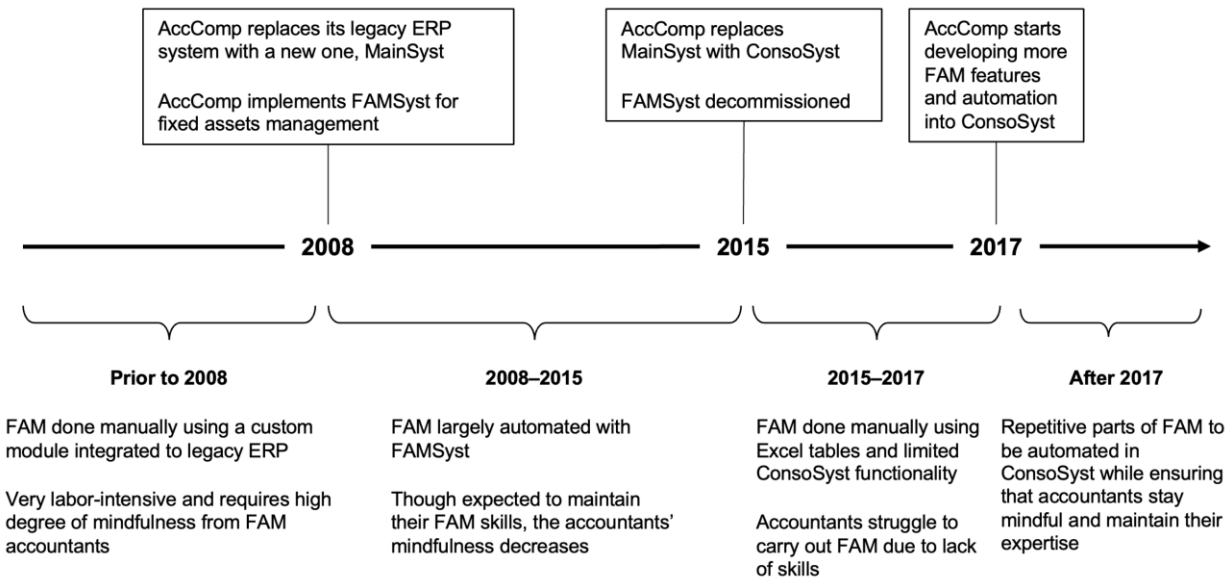 AccComp replaces its legacy ERP
system with a new one, MainSyst
AccComp implements FAMSyst for
fixed assets management
AccComp replaces
MainSyst with ConsoSyst
FAMSyst decommissioned
AccComp starts
developing more
FAM features
and automation
into ConsoSyst
2008
2015
2017
Prior to 2008
FAM done manually using a custom
module integrated to legacy ERP
Very labor-intensive and requires high
degree of mindfulness from FAM
accountants
2008–2015
FAM largely automated with
FAMSyst
Though expected to maintain
their FAM skills, the accountants’
mindfulness decreases
2015–2017
FAM done manually using
Excel tables and limited
ConsoSyst functionality
Accountants struggle to
carry out FAM due to lack
of skills
After 2017
Repetitive parts of FAM to
be automated in
ConsoSyst while ensuring
that accountants stay
mindful and maintain their
expertise